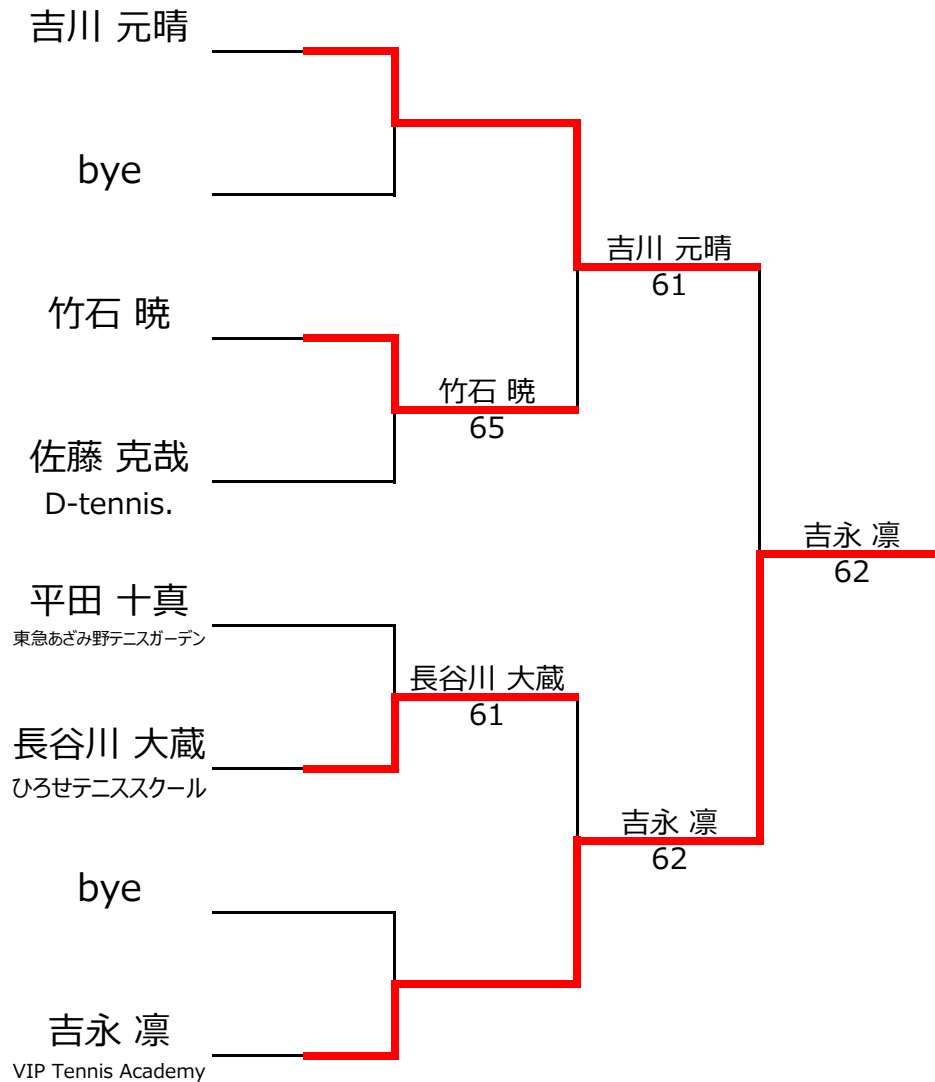 吉川 元晴
bye
吉川 元晴
61
竹石 暁
竹石 暁
65
佐藤 克哉
D-tennis.
吉永 凛
62
平田 十真
東急あざみ野テニスガーデン
長谷川 大蔵
61
長谷川 大蔵
ひろせテニススクール
吉永 凛
62
bye
吉永 凛
VIP Tennis Academy